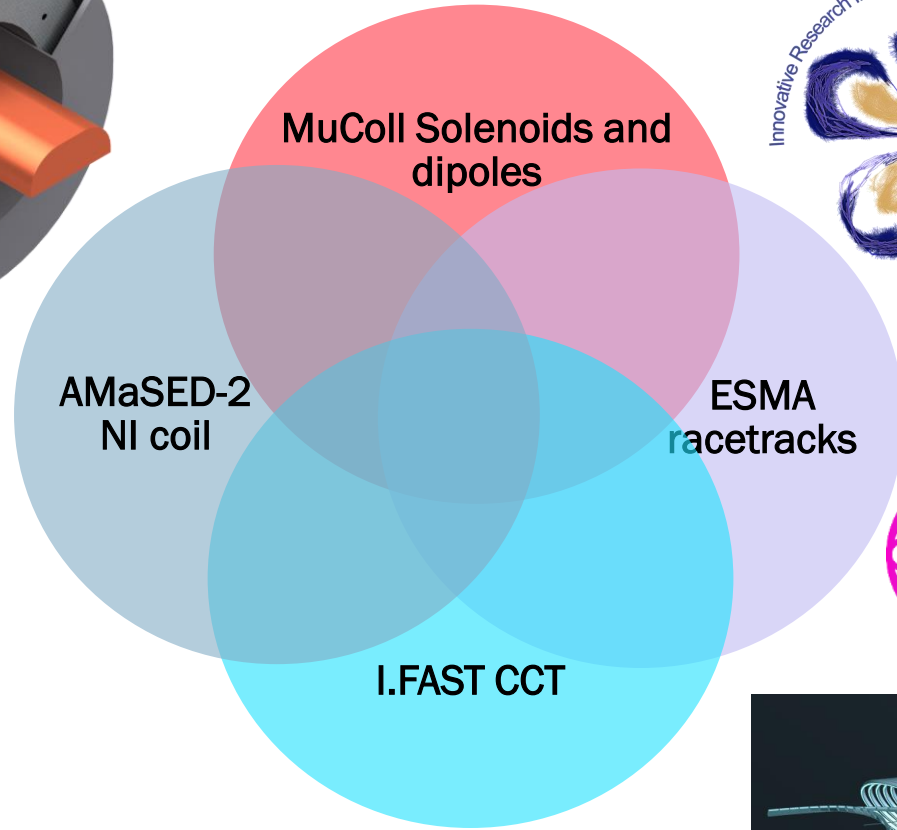 Innovative Research i
MuColl Solenoids and
dipoles
AMaSED-2
NI coil
ESMA
racetracks
I.FAST CCT